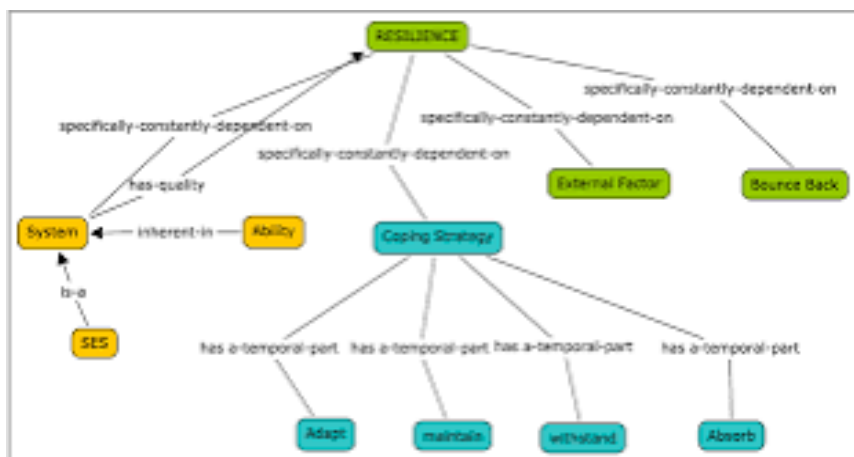 RESILIENCE
specifically-constantly-dependent-on
specifically-constantly-dependent-on
specifically-constantly-dependent-on
specifically-constantly-dependent-on
has-quality
External Factor
Bounce Back
System
inherent-in
Ability
Coping Strategy
is-a
SES
has a-temporal-part
has a-temporal-part
has a-temporal-part
has a-temporal-part
Adapt
maintain
withstand
Absorb